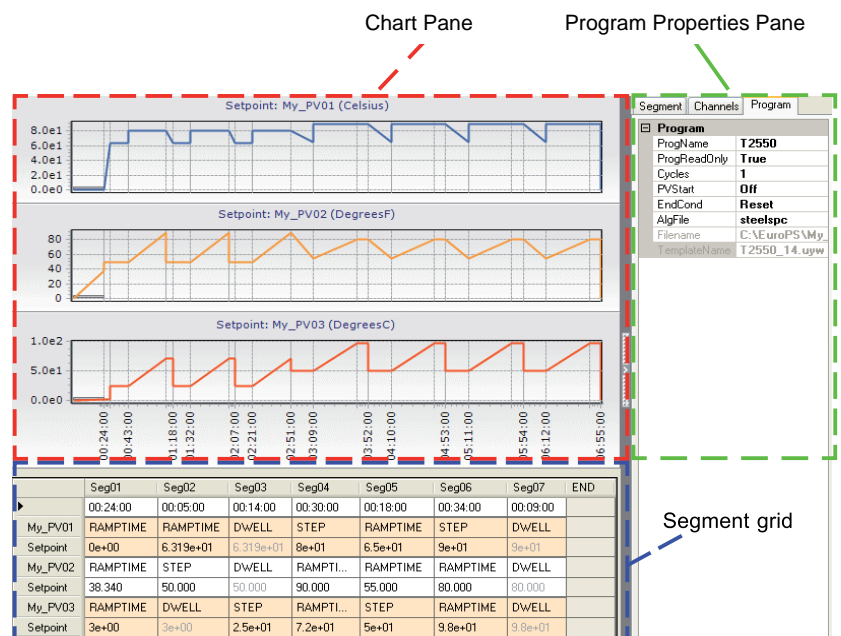 Chart Pane
Program Properties Pane
Setpoint: My_PV01 (Celsius)
8.0e1
6.0e1
4.0e1
2.0e1
0.0e0
Setpoint: My_PV02 (DegreesF)
80
60
40
20
0
Setpoint: My_PV03 (DegreesC)
1.0e2
5.0e1
0.0e0
00:24:00 00:43:00 01:18:00 01:32:00 02:07:00 02:21:00 02:51:00 03:09:00 03:52:00 04:10:00 04:53:00 05:11:00 05:54:00 06:12:00 06:55:00
Segment Channels Program
Program
ProgName T2550
ProgReadOnly True
Cycles 1
PVStart Off
EndCond Reset
AlgFile steelspc
Filename C:\EuroPS\My_
TemplateName T2550_14.uyw
Segment grid
Seg01 Seg02 Seg03 Seg04 Seg05 Seg06 Seg07 END
00:24:00 00:05:00 00:14:00 00:30:00 00:18:00 00:34:00 00:09:00
My_PV01 RAMPTIME RAMPTIME DWELL STEP RAMPTIME STEP DWELL
Setpoint 0e+00 6.319e+01 6.319e+01 8e+01 6.5e+01 9e+01 9e+01
My_PV02 RAMPTIME STEP DWELL RAMPTI... RAMPTIME RAMPTIME DWELL
Setpoint 38.340 50.000 50.000 90.000 55.000 80.000 80.000
My_PV03 RAMPTIME DWELL STEP RAMPTI... STEP RAMPTIME DWELL
Setpoint 3e+00 3e+00 2.5e+01 7.2e+01 5e+01 9.8e+01 9.8e+01